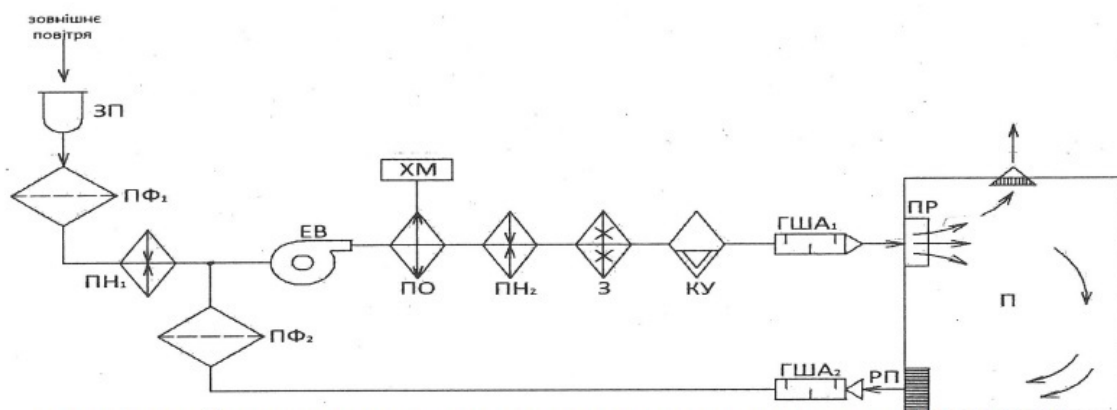 зовнішнє
повітря
ЗП
ПФ₁
ПН₁
ПФ₂
ЕВ
ХМ
ПО
ПН₂
З
КУ
ГША₁
ПР
П
ГША₂
РП